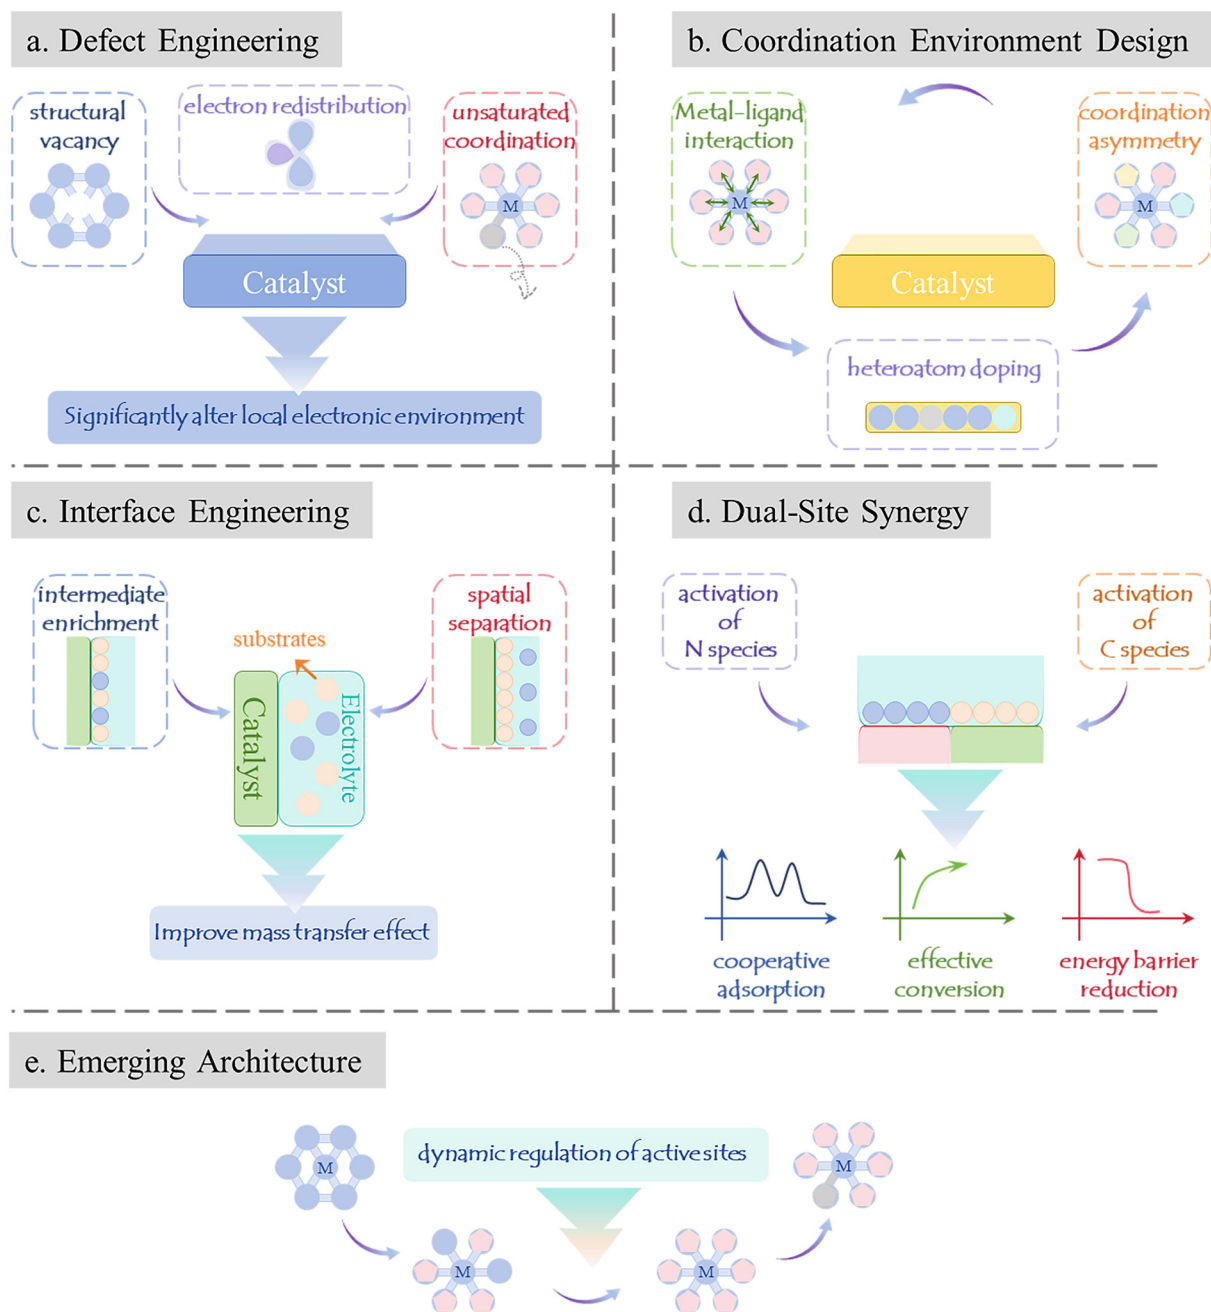 a. Defect Engineering
structural
vacancy
electron redistribution
unsaturated
coordination
M
Catalyst
Significantly alter local electronic environment
b. Coordination Environment Design
Metal-ligand
interaction
M
coordination
asymmetry
M
Catalyst
heteroatom doping
c. Interface Engineering
intermediate
enrichment
substrates
spatial
separation
Catalyst
Electrolyte
Improve mass transfer effect
d. Dual-Site Synergy
activation
of
N species
activation
of
C species
cooperative
adsorption
effective
conversion
energy barrier
reduction
e. Emerging Architecture
M
dynamic regulation of active sites
M
M
M